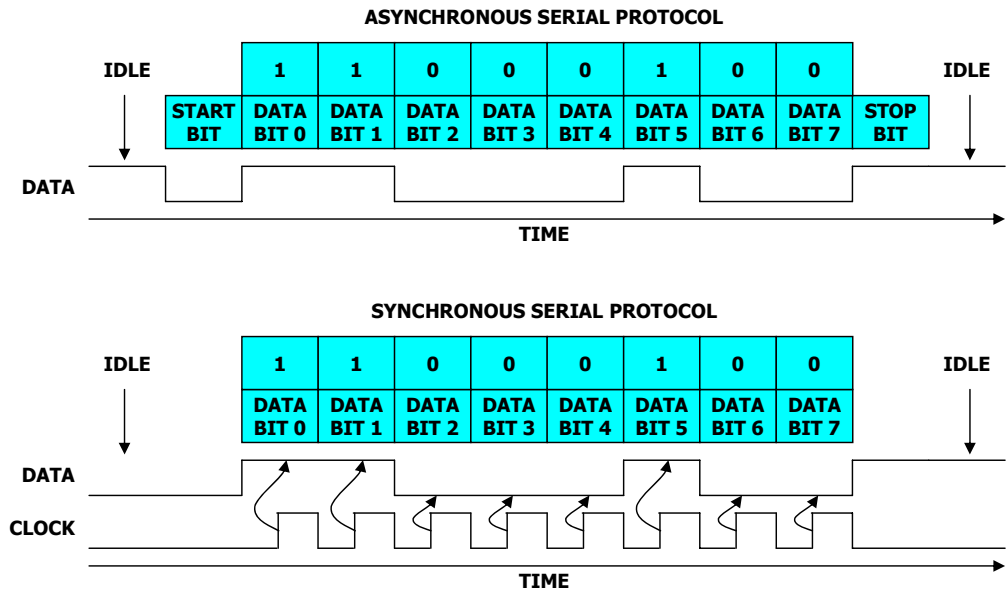 ASYNCHRONOUS SERIAL PROTOCOL
IDLE 1 1 0 0 0 1 0 0 IDLE
START DATA DATA DATA DATA DATA DATA DATA DATA STOP
BIT BIT 0 BIT 1 BIT 2 BIT 3 BIT 4 BIT 5 BIT 6 BIT 7 BIT
DATA
TIME
SYNCHRONOUS SERIAL PROTOCOL
IDLE 1 1 0 0 0 1 0 0 IDLE
DATA DATA DATA DATA DATA DATA DATA DATA
BIT 0 BIT 1 BIT 2 BIT 3 BIT 4 BIT 5 BIT 6 BIT 7
DATA
CLOCK
TIME